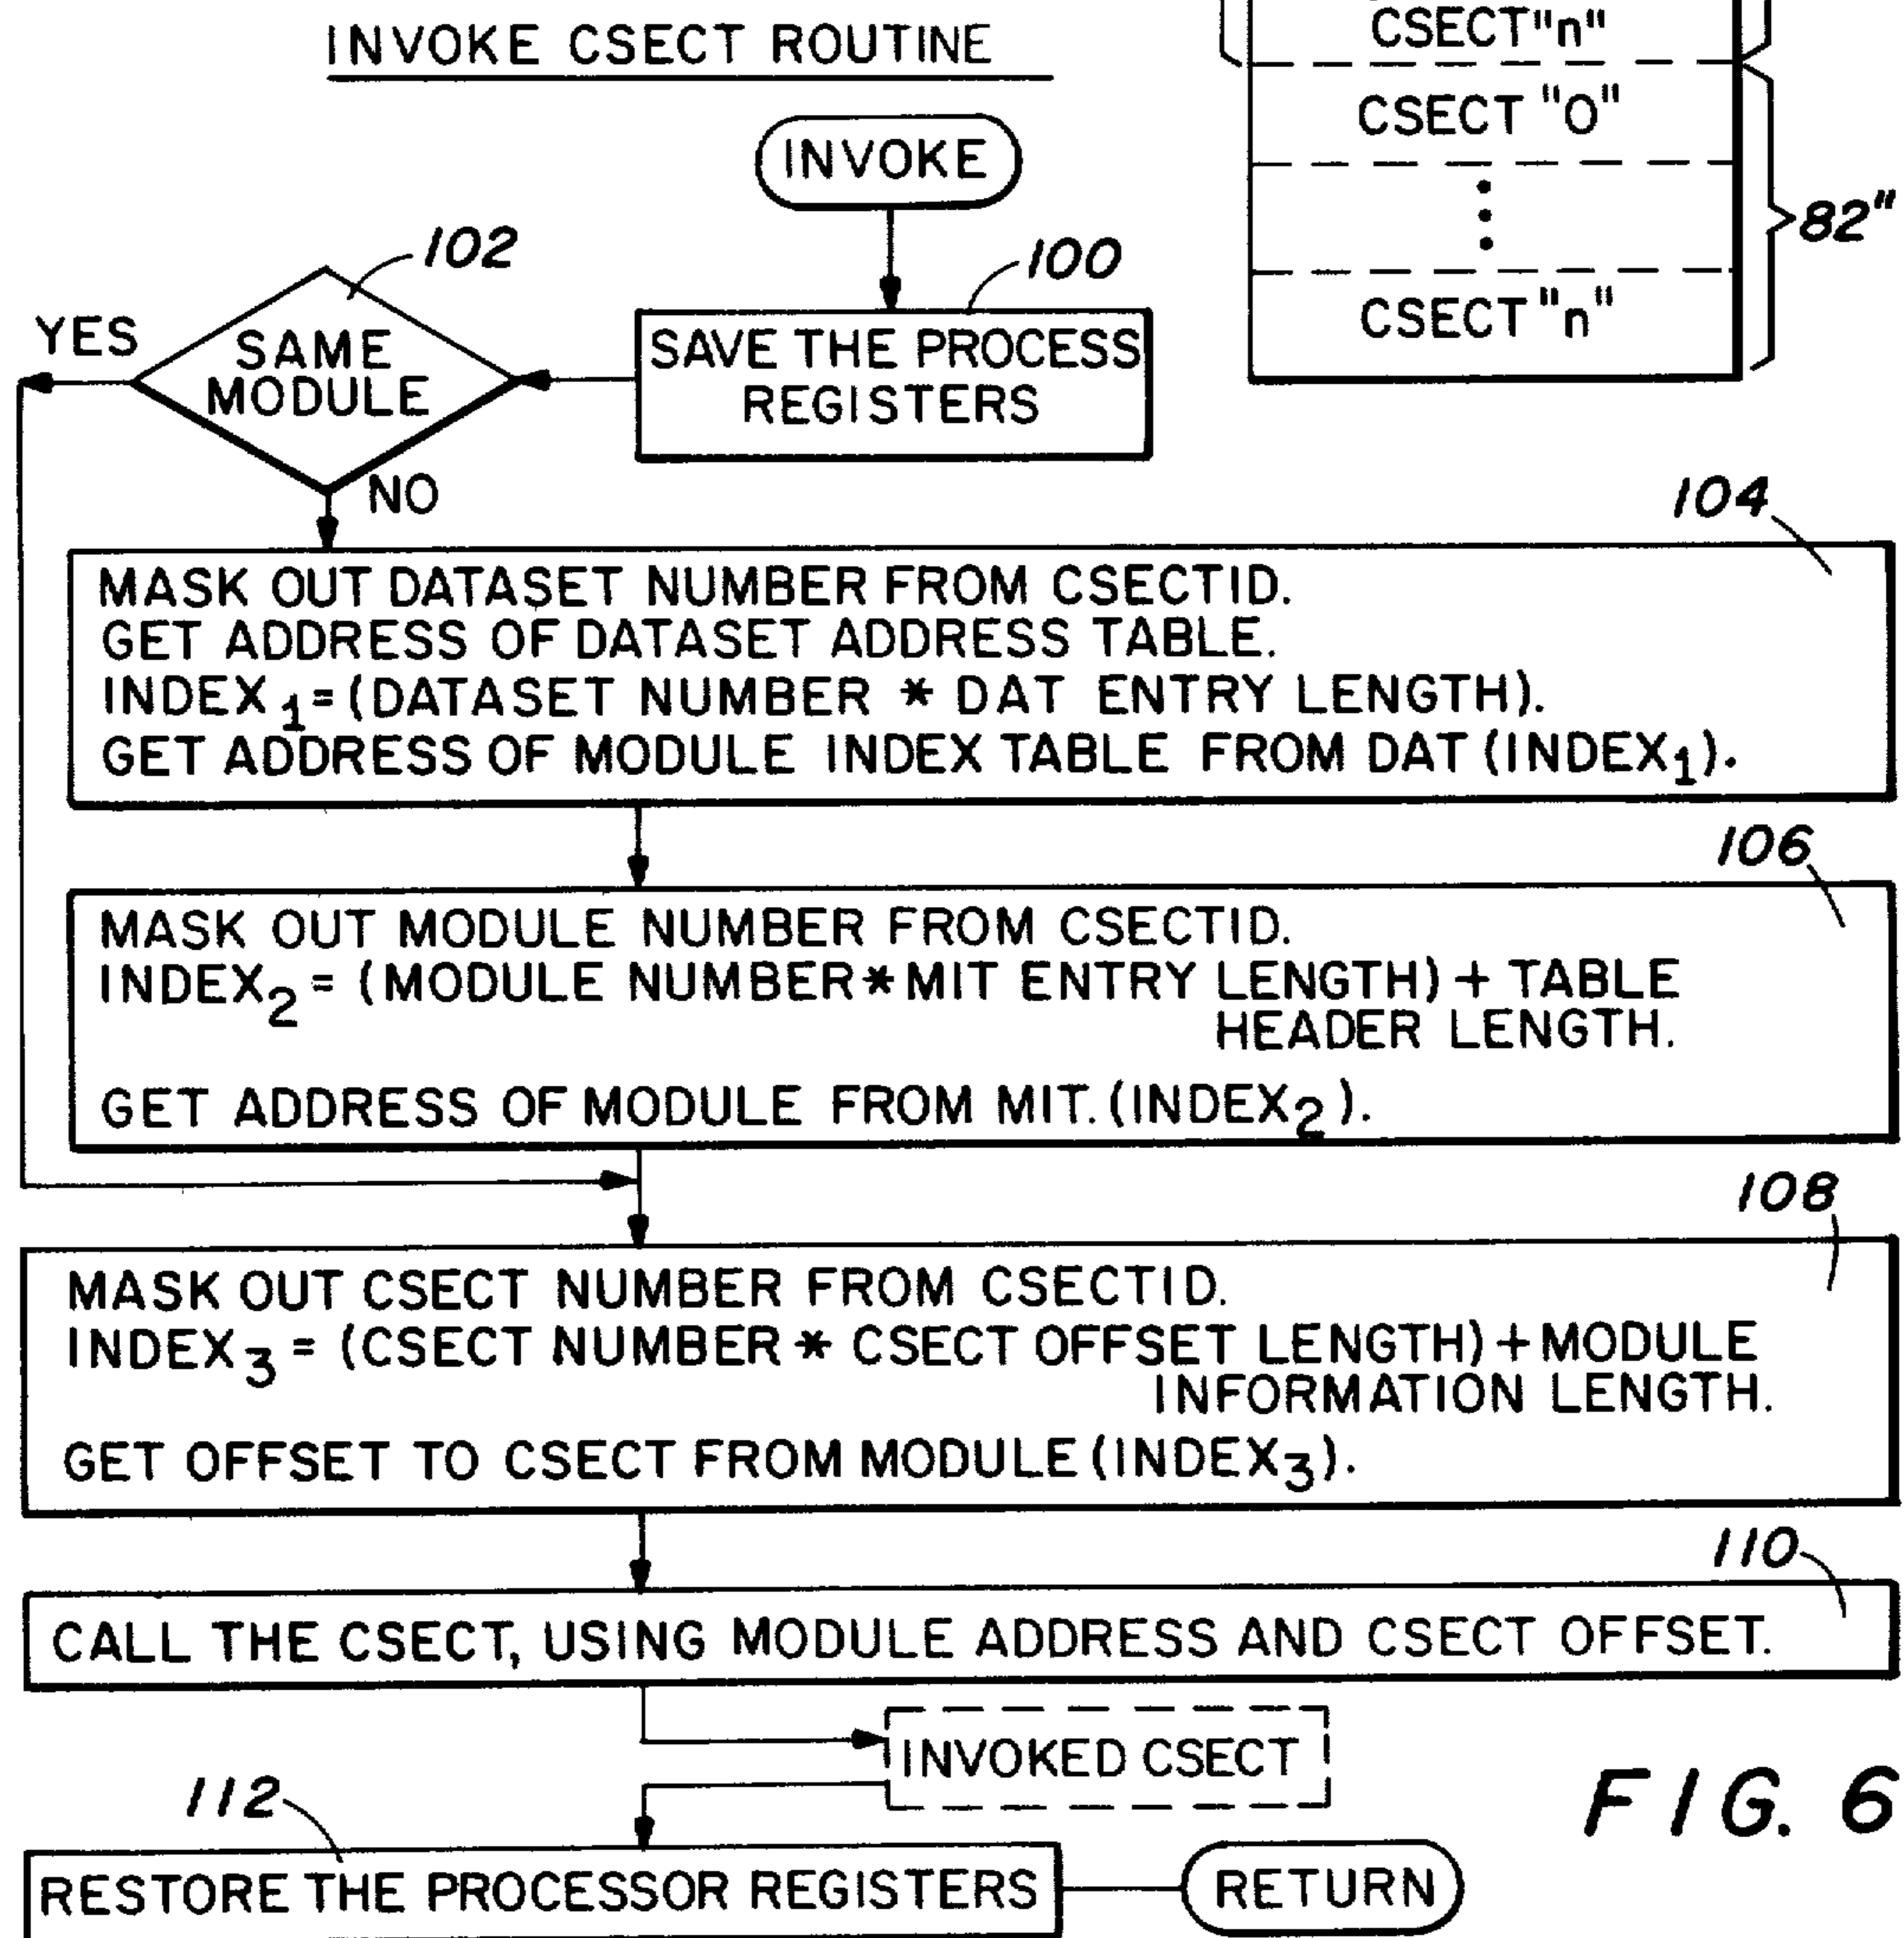 INVOKE CSECT ROUTINE
CSECT"n"
CSECT "0"
82"
CSECT"n"
INVOKE
102
100
YES
SAME
MODULE
SAVE THE PROCESS
REGISTERS
NO
104
MASK OUT DATASET NUMBER FROM CSECTID.
GET ADDRESS OF DATASET ADDRESS TABLE.
INDEX₁=(DATASET NUMBER * DAT ENTRY LENGTH).
GET ADDRESS OF MODULE INDEX TABLE FROM DAT (INDEX₁).
106
MASK OUT MODULE NUMBER FROM CSECTID.
INDEX₂ = (MODULE NUMBER*MIT ENTRY LENGTH) + TABLE
HEADER LENGTH.
GET ADDRESS OF MODULE FROM MIT.(INDEX₂).
108
MASK OUT CSECT NUMBER FROM CSECTID.
INDEX₃ = (CSECT NUMBER * CSECT OFFSET LENGTH) + MODULE
INFORMATION LENGTH.
GET OFFSET TO CSECT FROM MODULE (INDEX₃).
110
CALL THE CSECT, USING MODULE ADDRESS AND CSECT OFFSET.
INVOKED CSECT
112
RESTORE THE PROCESSOR REGISTERS
RETURN
FIG. 6